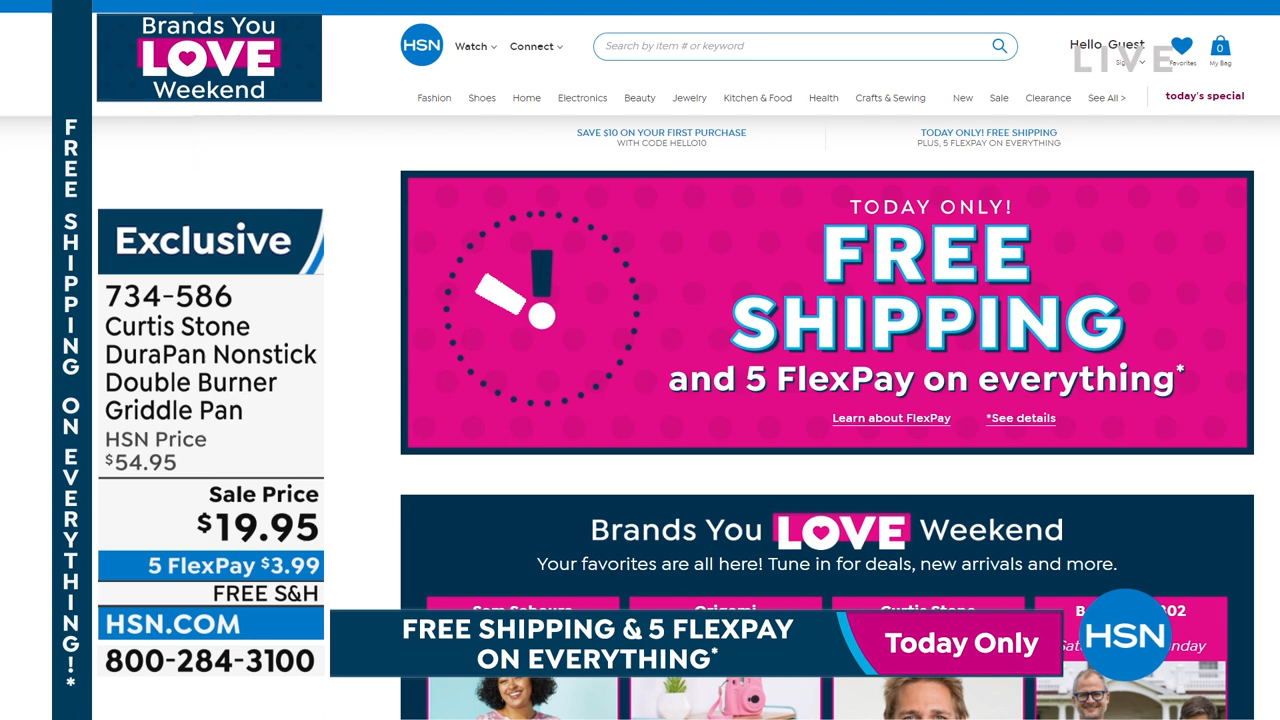 Brands You
LOVE
Weekend
FREE SHIPPING ON EVERYTHING!*
Exclusive
734-586
Curtis Stone
DuraPan Nonstick
Double Burner
Griddle Pan
HSN Price
$54.95
Sale Price
$19.95
5 FlexPay $3.99
FREE S&H
HSN.COM
800-284-3100
HSN
Watch
Connect
Search by item # or keyword
Hello, Guest
LIVE
Favorites
0
My Bag
Fashion Shoes Home Electronics Beauty Jewelry Kitchen & Food Health Crafts & Sewing New Sale Clearance See All > today's special
SAVE $10 ON YOUR FIRST PURCHASE
WITH CODE HELLO10
TODAY ONLY! FREE SHIPPING
PLUS, 5 FLEXPAY ON EVERYTHING
TODAY ONLY!
FREE
SHIPPING
and 5 FlexPay on everything*
Learn about FlexPay *See details
Brands You LOVE Weekend
Your favorites are all here! Tune in for deals, new arrivals and more.
Origami
Curtis Stone
FREE SHIPPING & 5 FLEXPAY
ON EVERYTHING*
Today Only
HSN